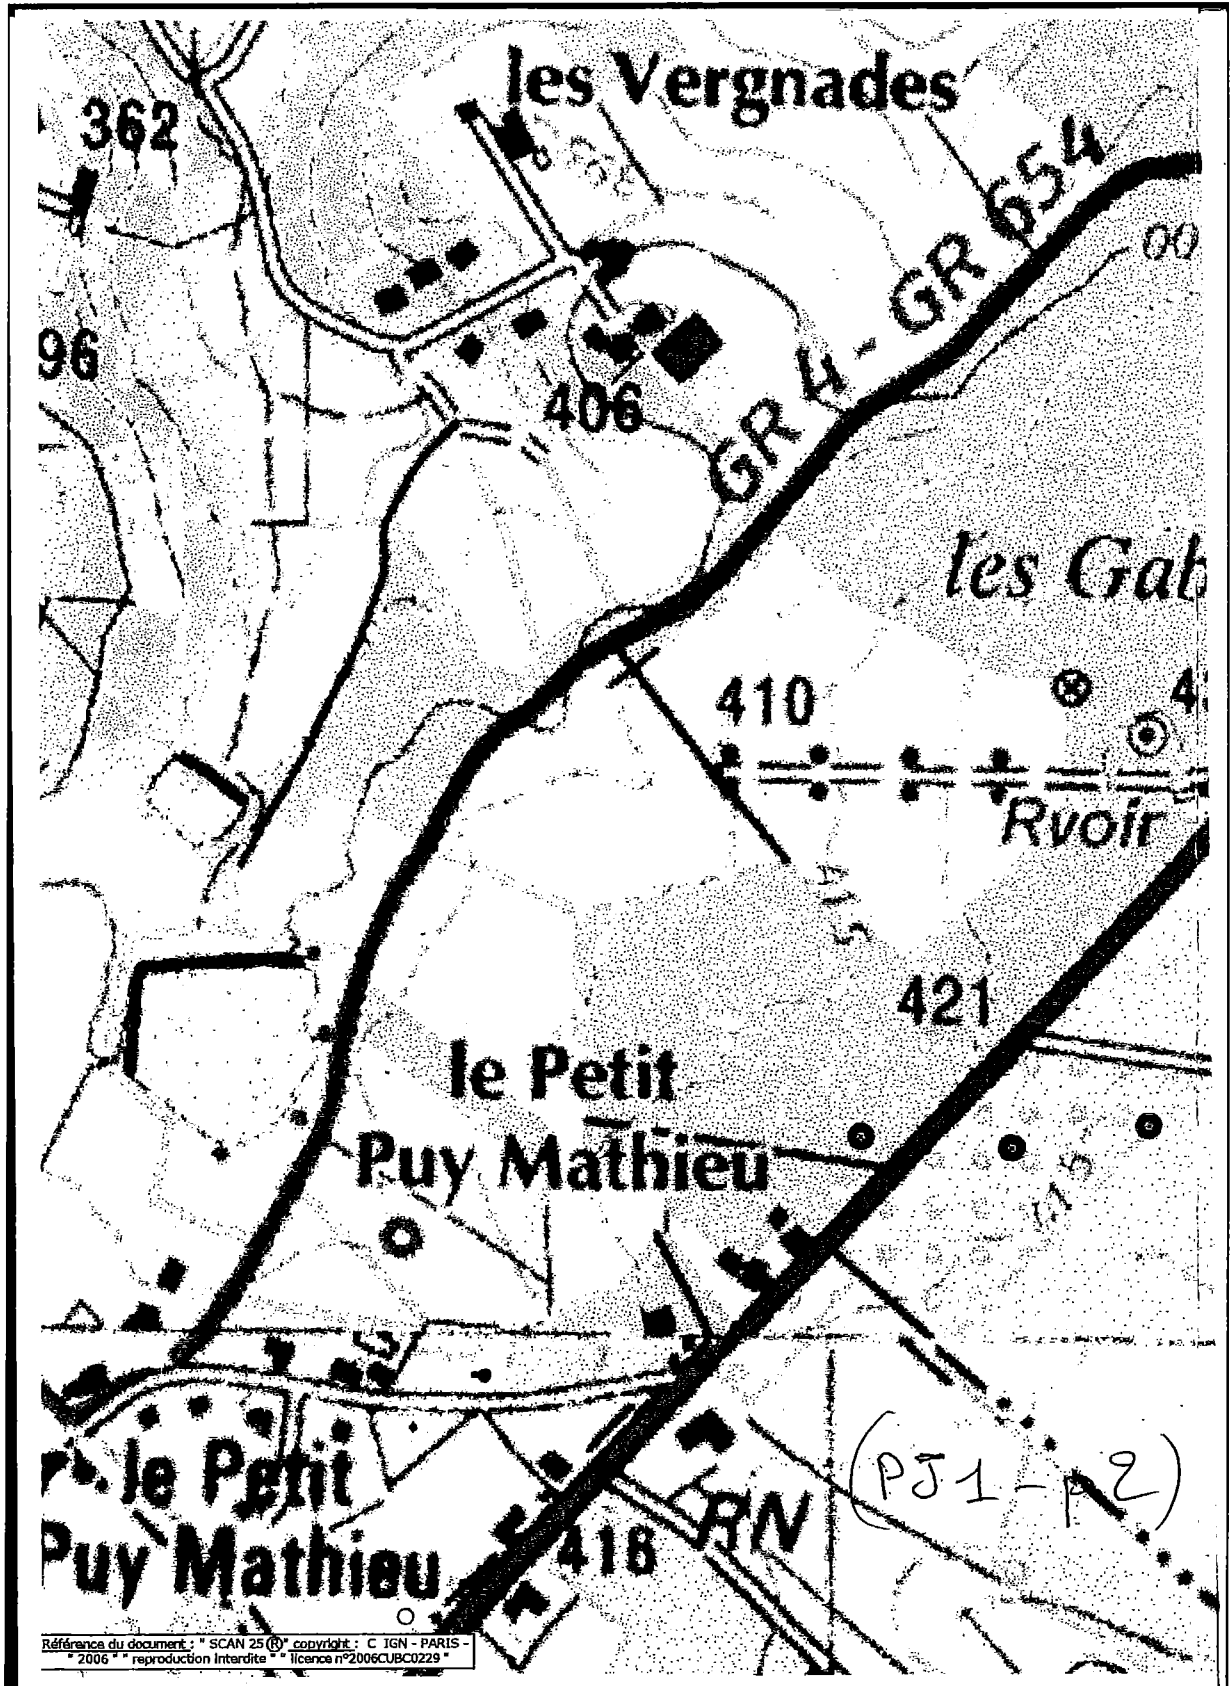 les Vergnades
362
GR 4 - GR 654
96
406
les Gab
410
Rvoir
415
421
le Petit
Puy Mathieu
415
le Petit
Puy Mathieu
418
RN
(PJ1 - p2)
Référence du document : " SCAN 25 ®" copyright : C IGN - PARIS -
" 2006 " " reproduction interdite " " licence n°2006CUBC0229 "